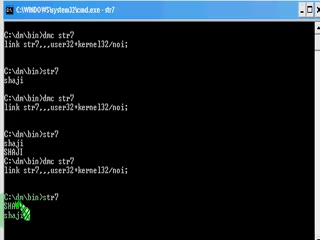 C:\WINDOWS\system32\cmd.exe - str7
C:\dm\bin>dmc str7
link str7,,,user32+kernel32/noi;
C:\dm\bin>str7
shaji
C:\dm\bin>dmc str7
link str7,,,user32+kernel32/noi;
C:\dm\bin>str7
shaji
SHAJI
C:\dm\bin>dmc str7
link str7,,,user32+kernel32/noi;
C:\dm\bin>str7
shaji